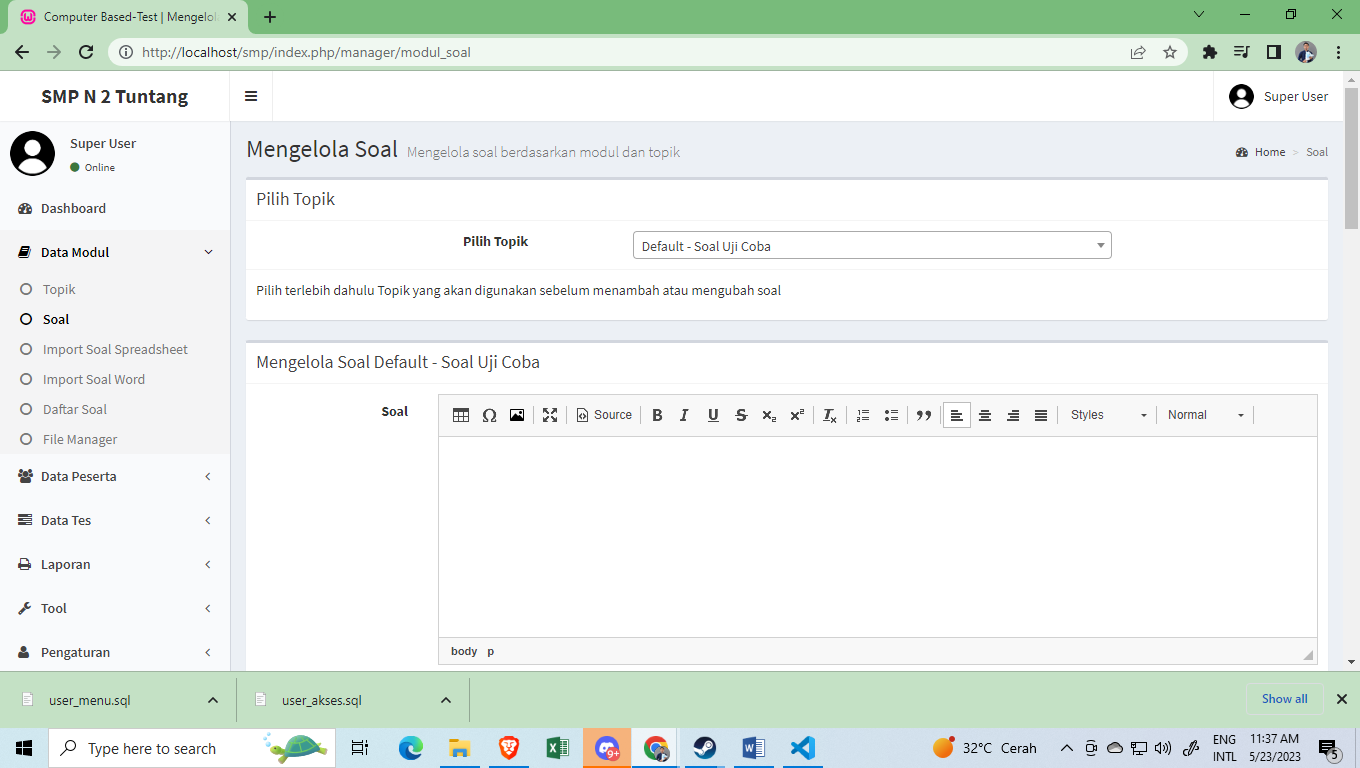 Computer Based-Test | Mengelol
http://localhost/smp/index.php/manager/modul_soal
SMP N 2 Tuntang
Super User
Super User
Online
Mengelola Soal Mengelola soal berdasarkan modul dan topik
Home > Soal
Dashboard
Data Modul
Topik
Soal
Import Soal Spreadsheet
Import Soal Word
Daftar Soal
File Manager
Data Peserta
Data Tes
Laporan
Tool
Pengaturan
Pilih Topik
Pilih Topik
Default - Soal Uji Coba
Pilih terlebih dahulu Topik yang akan digunakan sebelum menambah atau mengubah soal
Mengelola Soal Default - Soal Uji Coba
Soal
Source
Styles
Normal
body p
user_menu.sql
user_akses.sql
Show all
Type here to search
9+
32°C Cerah
ENG
INTL
11:37 AM
5/23/2023
5